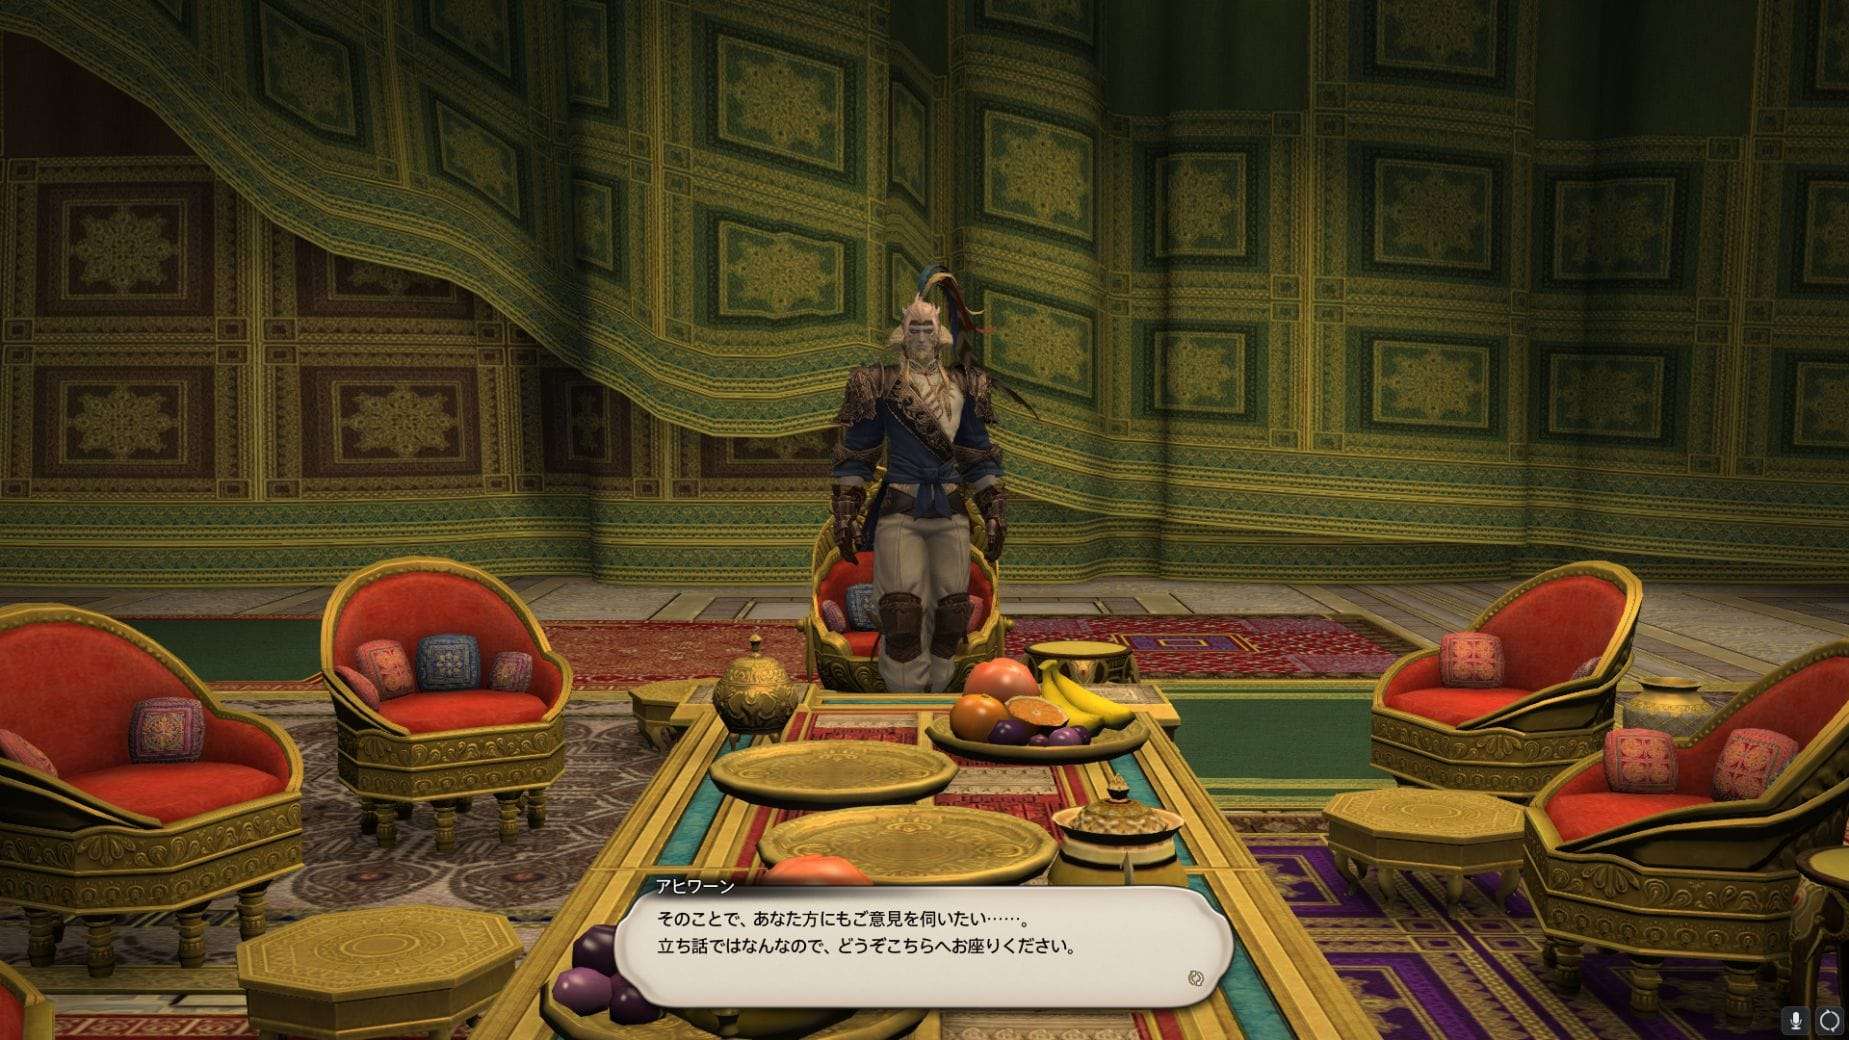 アヒワーン
そのことで、あなた方にもご意見を伺いたい……。
立ち話ではなんなので、どうぞこちらへお座りください。